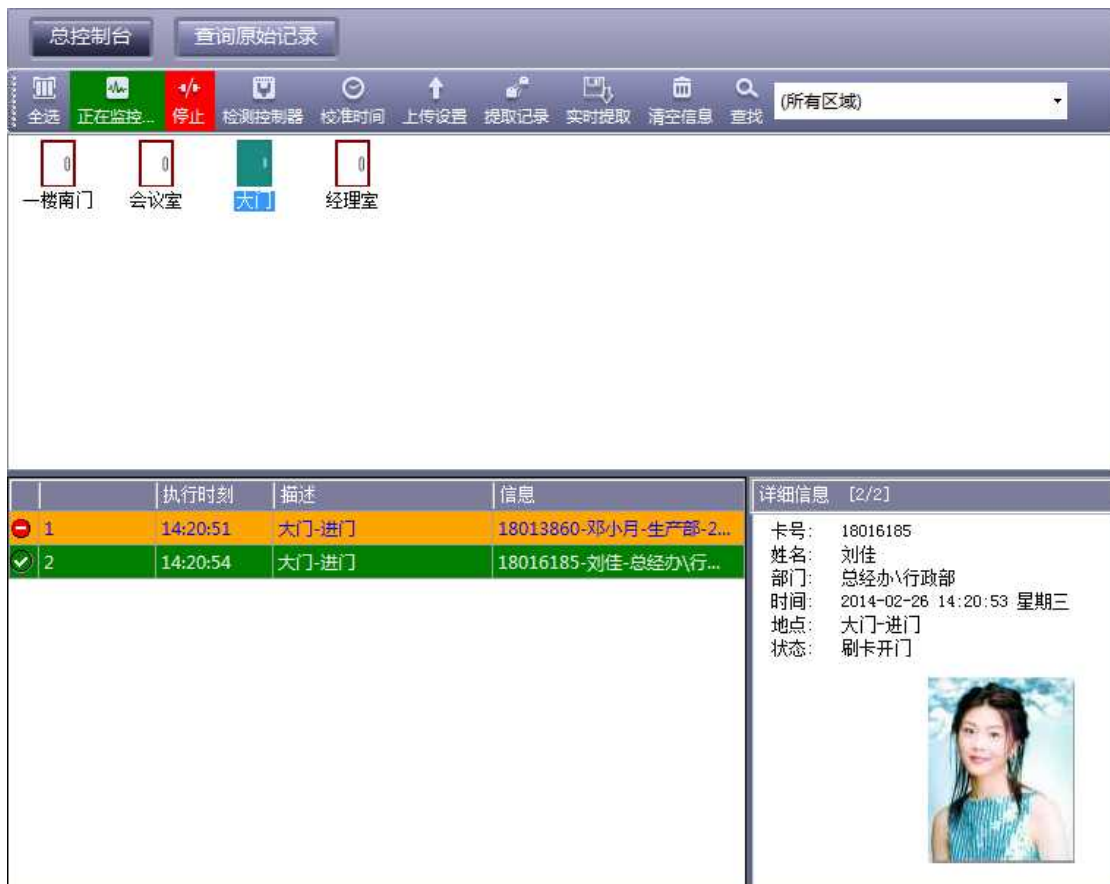 总控制台 查询原始记录
全选 正在监控... 停止 检测控制器 校准时间 上传设置 提取记录 实时提取 清空信息 查找 (所有区域)
一楼南门 会议室 大门 经理室
执行时刻 描述 信息
1 14:20:51 大门-进门 18013860-邓小月-生产部-2...
2 14:20:54 大门-进门 18016185-刘佳-总经办\行...
详细信息 [2/2]
卡号: 18016185
姓名: 刘佳
部门: 总经办\行政部
时间: 2014-02-26 14:20:53 星期三
地点: 大门-进门
状态: 刷卡开门